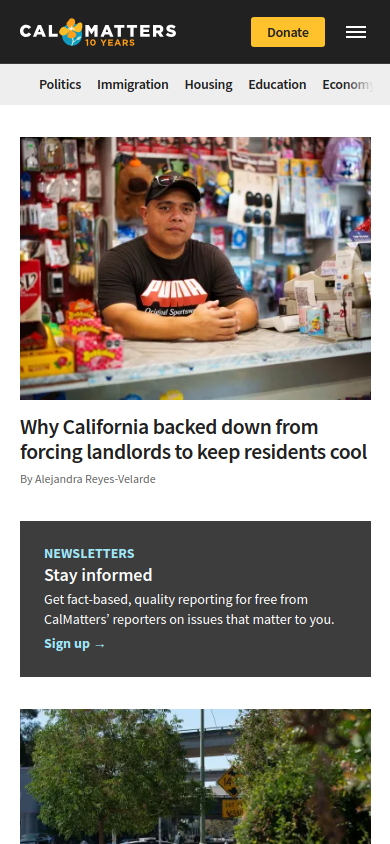 CALMATTERS
10 YEARS
Donate
Politics Immigration Housing Education Economy
PUMA
Original Sportswear
Why California backed down from
forcing landlords to keep residents cool
By Alejandra Reyes-Velarde
NEWSLETTERS
Stay informed
Get fact-based, quality reporting for free from
CalMatters’ reporters on issues that matter to you.
Sign up →